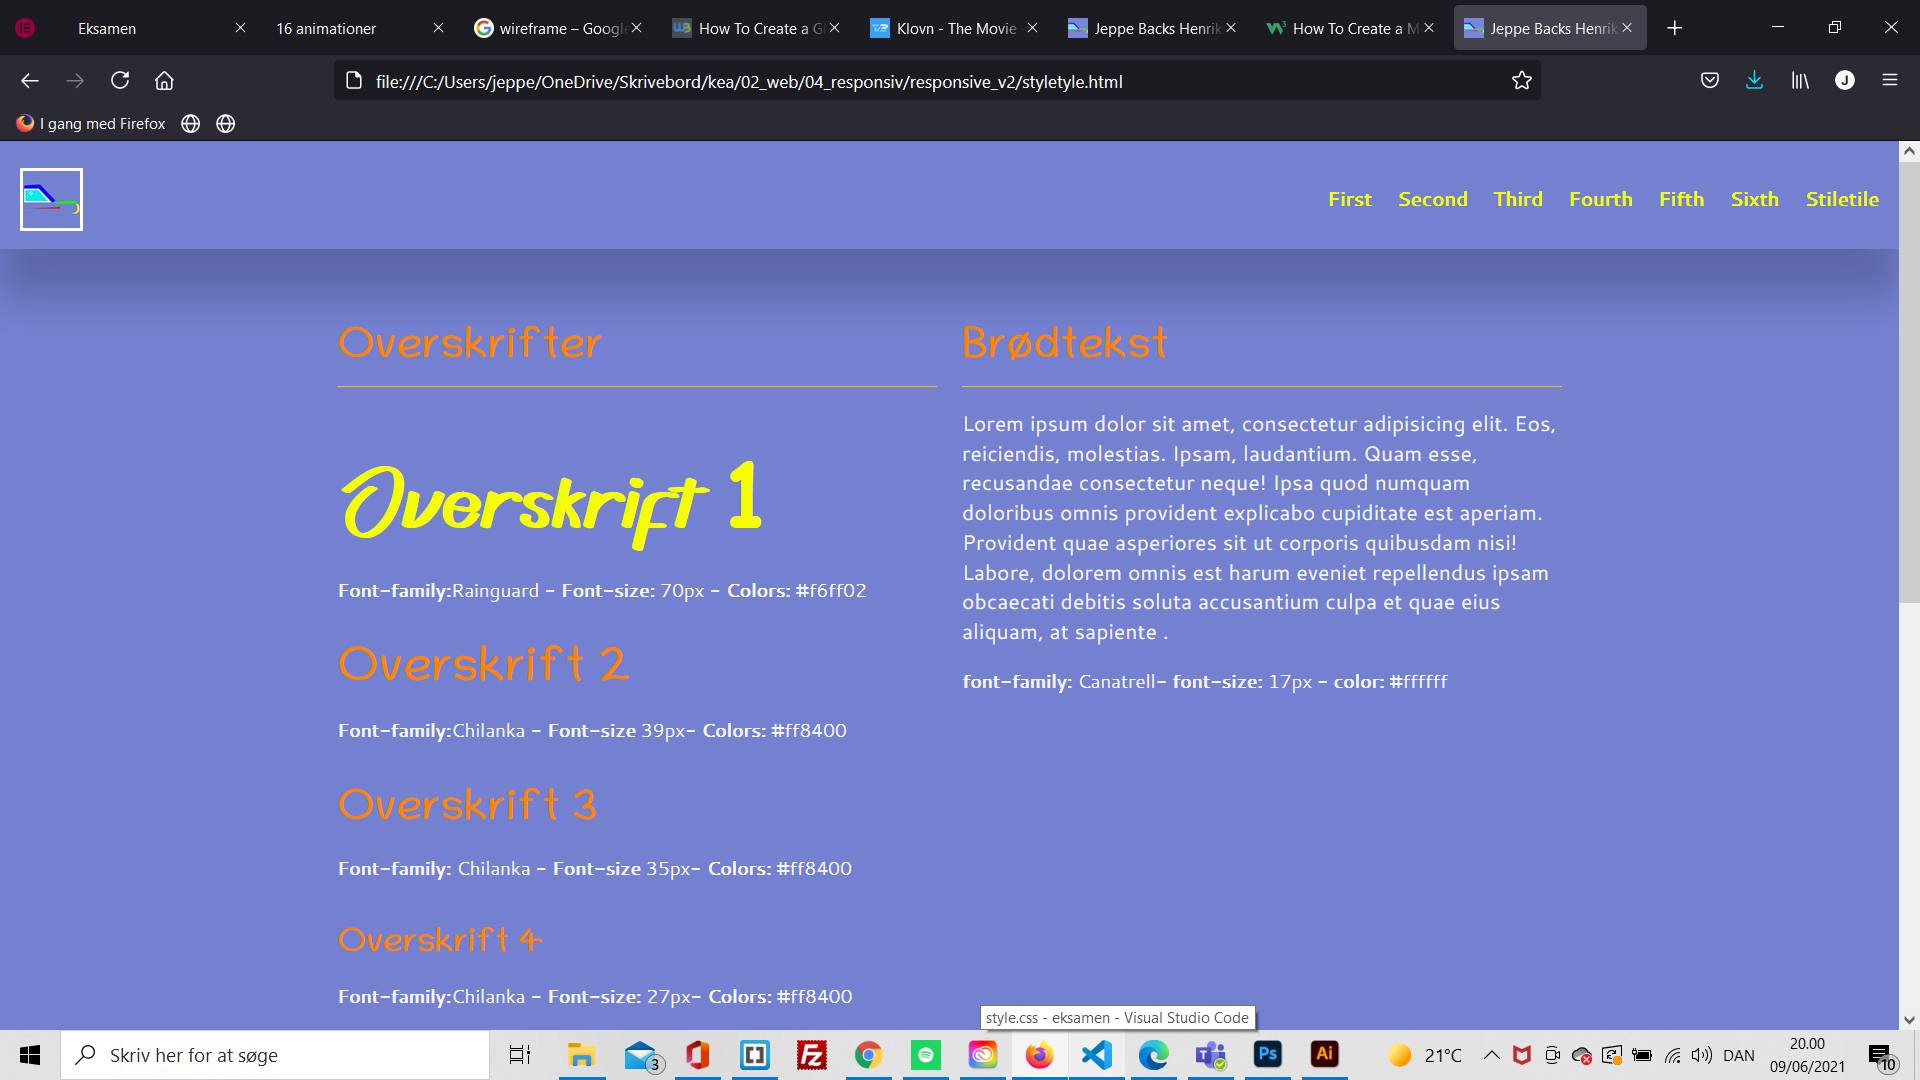 Eksamen
16 animationer
wireframe – Google
How To Create a G
Klovn - The Movie
Jeppe Backs Henrik
How To Create a M
Jeppe Backs Henrik
file:///C:/Users/jeppe/OneDrive/Skrivebord/kea/02_web/04_responsiv/responsive_v2/styletyle.html
J
I gang med Firefox
First Second Third Fourth Fifth Sixth Stiletile
Overskrifter
Overskrift 1
Font-family:Rainguard - Font-size: 70px - Colors: #f6ff02
Overskrift 2
Font-family:Chilanka - Font-size 39px- Colors: #ff8400
Overskrift 3
Font-family: Chilanka - Font-size 35px- Colors: #ff8400
Overskrift 4
Font-family:Chilanka - Font-size: 27px- Colors: #ff8400
Brødtekst
Lorem ipsum dolor sit amet, consectetur adipisicing elit. Eos,
reiciendis, molestias. Ipsam, laudantium. Quam esse,
recusandae consectetur neque! Ipsa quod numquam
doloribus omnis provident explicabo cupiditate est aperiam.
Provident quae asperiores sit ut corporis quibusdam nisi!
Labore, dolorem omnis est harum eveniet repellendus ipsam
obcaecati debitis soluta accusantium culpa et quae eius
aliquam, at sapiente .
font-family: Canatrell- font-size: 17px - color: #ffffff
style.css - eksamen - Visual Studio Code
Skriv her for at søge
3
Fz
Ps
Ai
21°C
DAN
20.00
09/06/2021
10